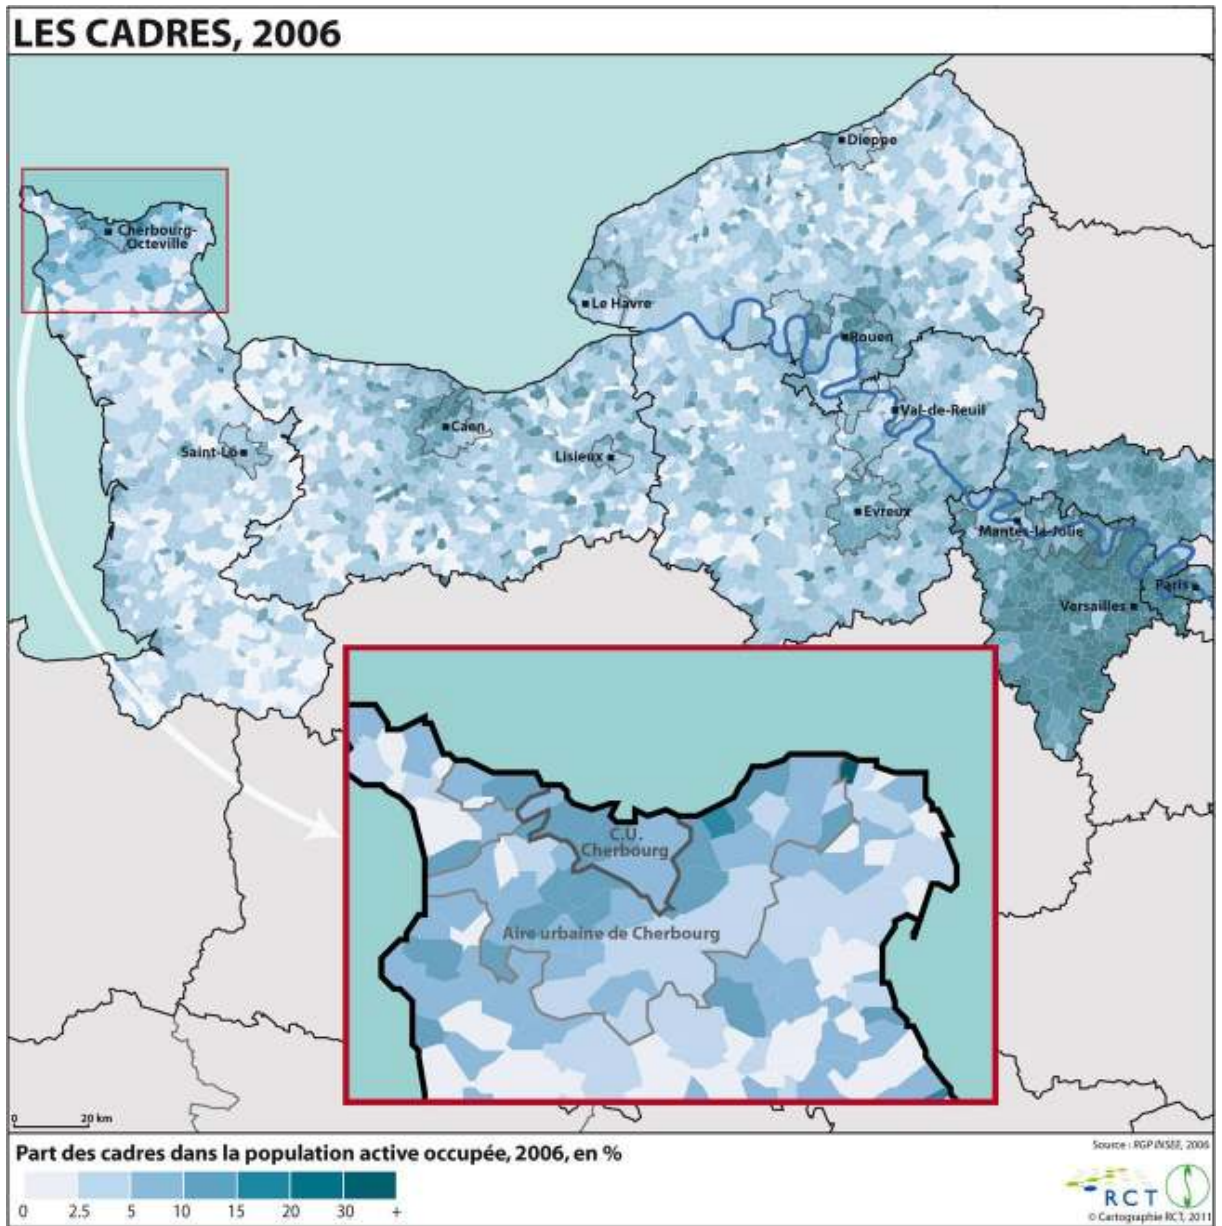 LES CADRES, 2006
Dieppe
Cherbourg-
Octeville
Le Havre
Rouen
Val-de-Reuil
Caen
Saint-Lô
Lisieux
Evreux
Mantes-la-Jolie
Paris
Versailles
C.U.
Cherbourg
Aire urbaine de Cherbourg
0 20 km
Part des cadres dans la population active occupée, 2006, en %
0 2.5 5 10 15 20 30 +
Source : RGP INSEE, 2006
RCT
© Cartographie RCT, 2011